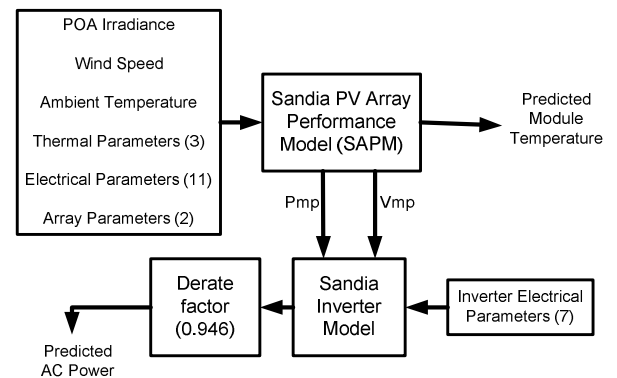 POA Irradiance
Wind Speed
Ambient Temperature
Thermal Parameters (3)
Electrical Parameters (11)
Array Parameters (2)
Sandia PV Array
Performance
Model (SAPM)
Predicted
Module
Temperature
Pmp
Vmp
Derate
factor
(0.946)
Sandia
Inverter
Model
Inverter Electrical
Parameters (7)
Predicted
AC Power